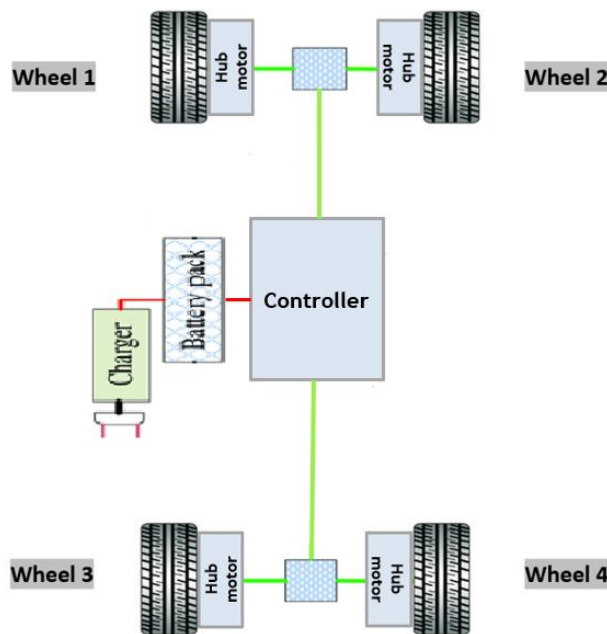 Wheel 1
Hub
motor
Hub
motor
Wheel 2
Controller
Battery pack
Charger
Wheel 3
Hub
motor
Hub
motor
Wheel 4